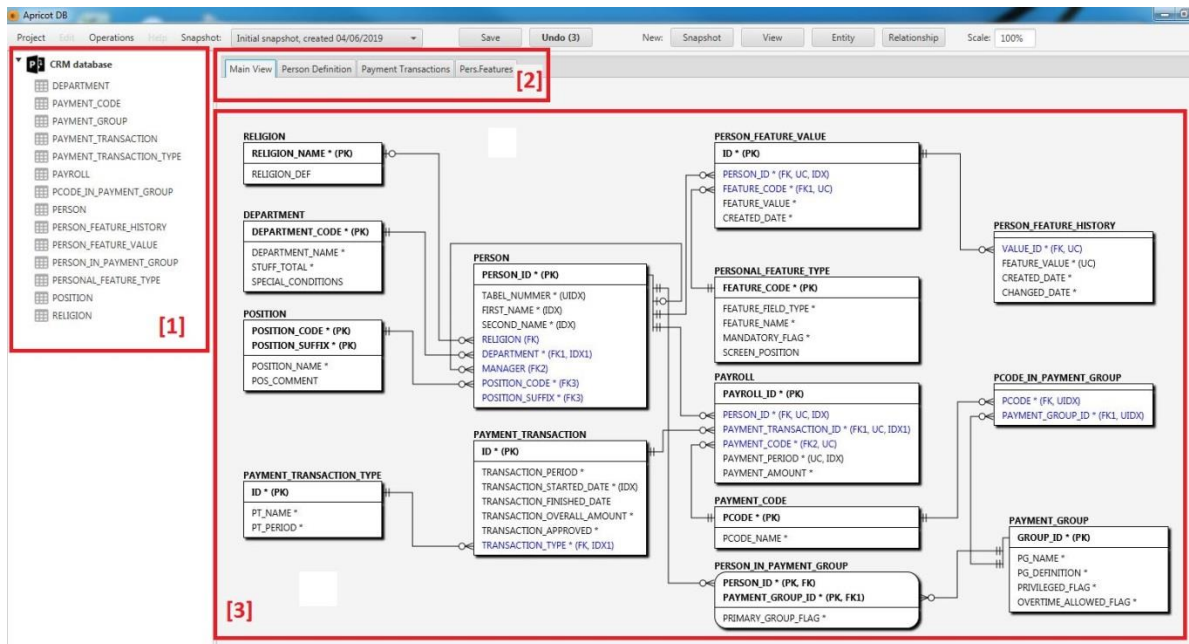 Apricot DB
Project Edit Operations Help Snapshot: Initial snapshot, created 04/06/2019 Save Undo (3) New: Snapshot View Entity Relationship Scale: 100%
CRM database
DEPARTMENT
PAYMENT_CODE
PAYMENT_GROUP
PAYMENT_TRANSACTION
PAYMENT_TRANSACTION_TYPE
PAYROLL
PCODE_IN_PAYMENT_GROUP
PERSON
PERSON_FEATURE_HISTORY
PERSON_FEATURE_VALUE
PERSON_IN_PAYMENT_GROUP
PERSONAL_FEATURE_TYPE
POSITION
RELIGION
[1]
Main View Person Definition Payment Transactions Pers.Features
[2]
RELIGION
RELIGION_NAME * (PK)
RELIGION_DEF
DEPARTMENT
DEPARTMENT_CODE * (PK)
DEPARTMENT_NAME *
STUFF_TOTAL *
SPECIAL_CONDITIONS
POSITION
POSITION_CODE * (PK)
POSITION_SUFFIX * (PK)
POSITION_NAME *
POS_COMMENT
PAYMENT_TRANSACTION_TYPE
ID * (PK)
PT_NAME *
PT_PERIOD *
PERSON
PERSON_ID * (PK)
TABEL_NUMMER * (UIDX)
FIRST_NAME * (IDX)
SECOND_NAME * (IDX)
RELIGION (FK)
DEPARTMENT * (FK1, IDX1)
MANAGER (FK2)
POSITION_CODE * (FK3)
POSITION_SUFFIX * (FK3)
PAYMENT_TRANSACTION
ID * (PK)
TRANSACTION_PERIOD *
TRANSACTION_STARTED_DATE * (IDX)
TRANSACTION_FINISHED_DATE
TRANSACTION_OVERALL_AMOUNT *
TRANSACTION_APPROVED *
TRANSACTION_TYPE * (FK, IDX1)
PERSON_FEATURE_VALUE
ID * (PK)
PERSON_ID * (FK, UC, IDX)
FEATURE_CODE * (FK1, UC)
FEATURE_VALUE *
CREATED_DATE *
PERSONAL_FEATURE_TYPE
FEATURE_CODE * (PK)
FEATURE_FIELD_TYPE *
FEATURE_NAME *
MANDATORY_FLAG *
SCREEN_POSITION
PAYROLL
PAYROLL_ID * (PK)
PERSON_ID * (FK, UC, IDX)
PAYMENT_TRANSACTION_ID * (FK1, UC, IDX1)
PAYMENT_CODE * (FK2, UC)
PAYMENT_PERIOD * (UC, IDX)
PAYMENT_AMOUNT *
PAYMENT_CODE
PCODE * (PK)
PCODE_NAME *
PERSON_IN_PAYMENT_GROUP
PERSON_ID * (PK, FK)
PAYMENT_GROUP_ID * (PK, FK1)
PRIMARY_GROUP_FLAG *
PERSON_FEATURE_HISTORY
VALUE_ID * (FK, UC)
FEATURE_VALUE * (UC)
CREATED_DATE *
CHANGED_DATE *
PCODE_IN_PAYMENT_GROUP
PCODE * (FK, UIDX)
PAYMENT_GROUP_ID * (FK1, UIDX)
PAYMENT_GROUP
GROUP_ID * (PK)
PG_NAME *
PG_DEFINITION *
PRIVILEGED_FLAG *
OVERTIME_ALLOWED_FLAG *
[3]